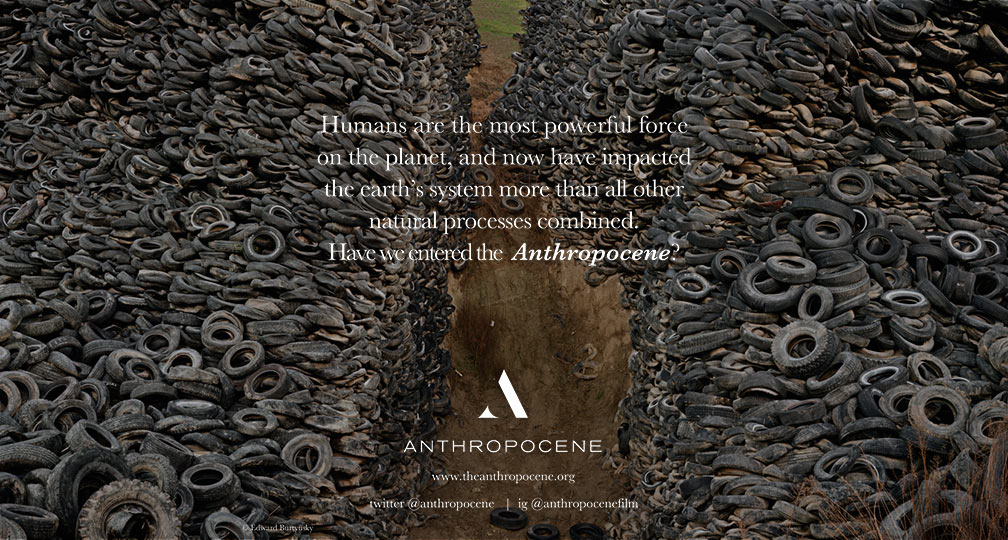 Humans are the most powerful force
on the planet, and now have impacted
the earth's system more than all other
natural processes combined.
Have we entered the Anthropocene?
ANTHROPOCENE
www.theanthropocene.org
twitter @anthropocene | ig @anthropocenefilm
© Edward Burtynsky